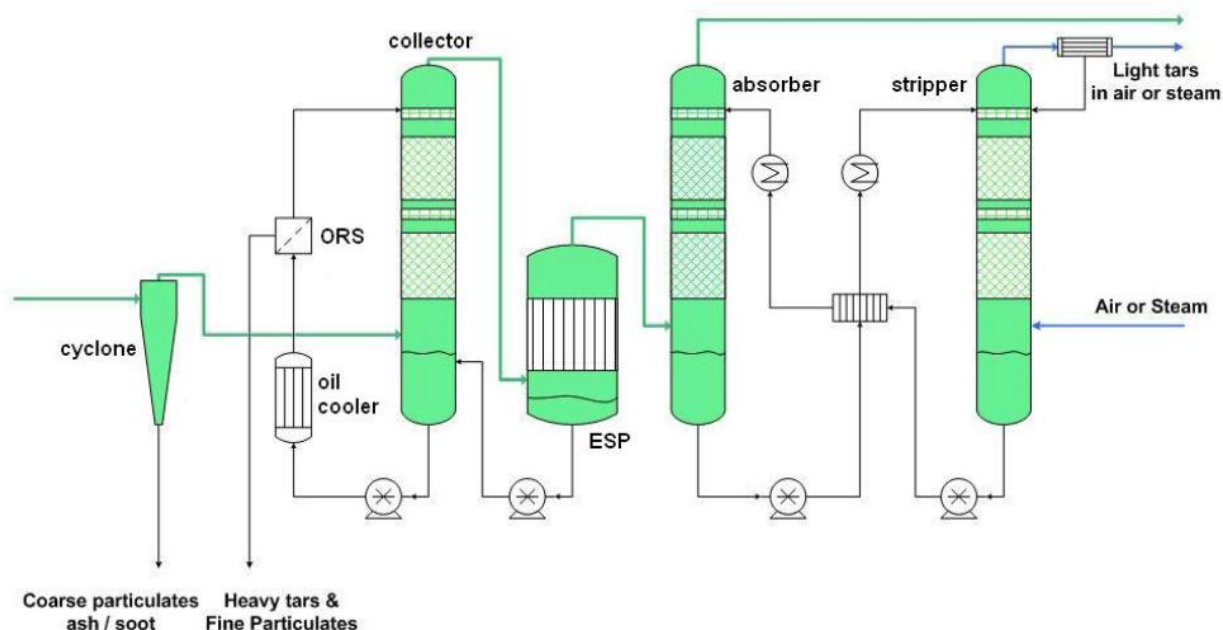 collector
absorber
stripper
Light tars
in air or steam
ORS
Air or Steam
cyclone
oil
cooler
ESP
Coarse particulates
ash / soot
Heavy tars &
Fine Particulates